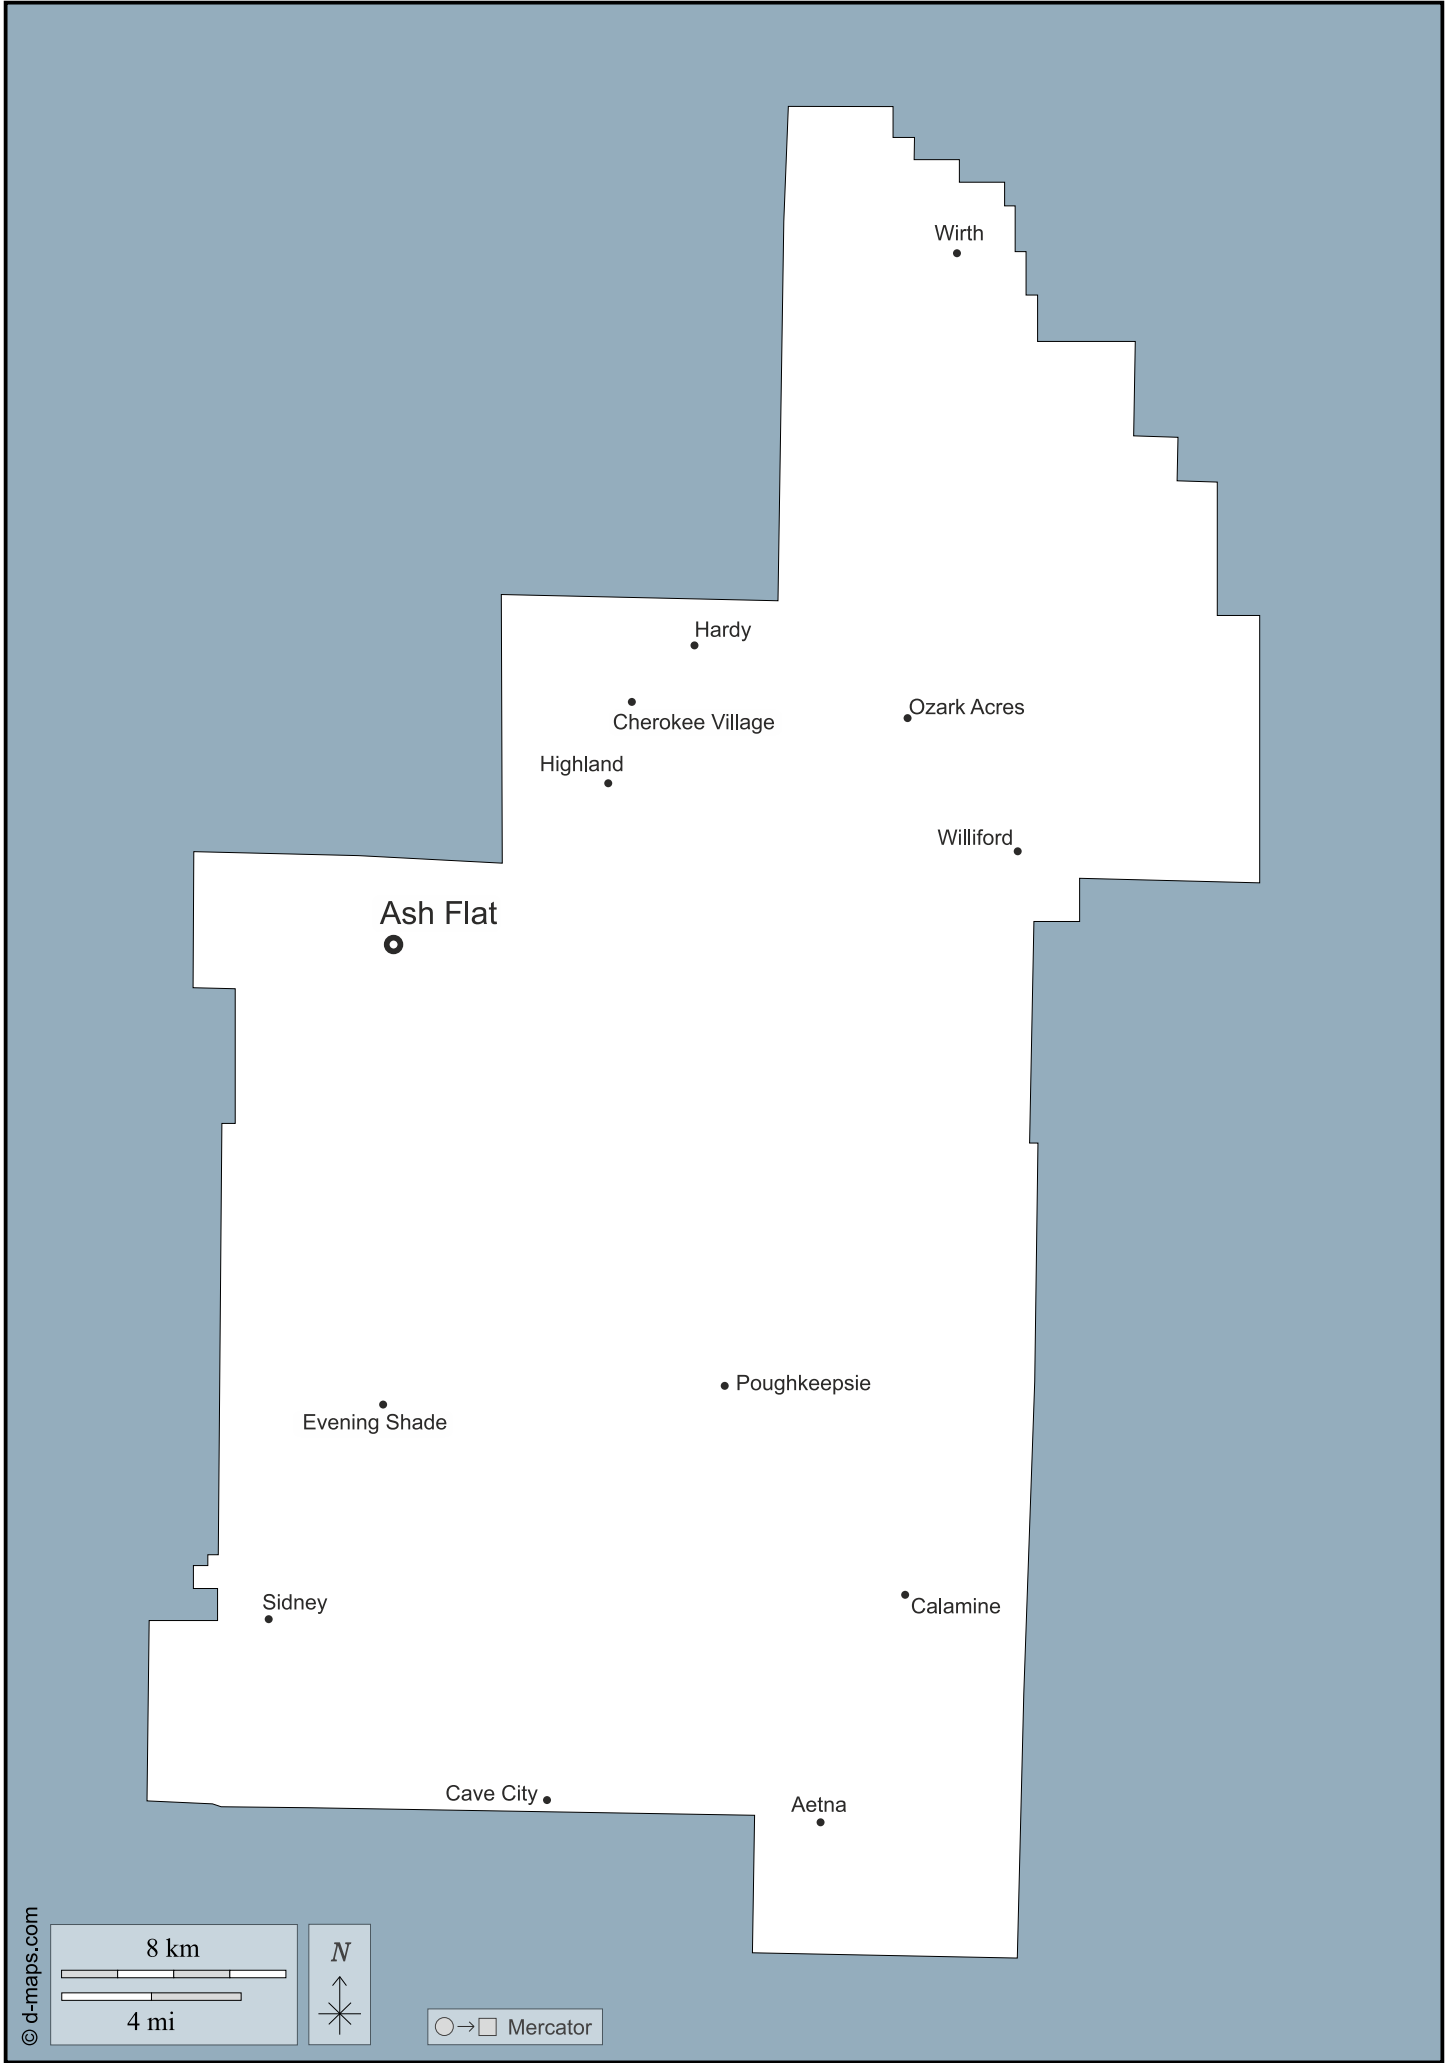 Wirth
Hardy
Ozark Acres
Cherokee Village
Highland
Williford
Ash Flat
Poughkeepsie
Evening Shade
Sidney
Calamine
Cave City
Aetna
© d-maps.com
8 km
4 mi
N
Mercator